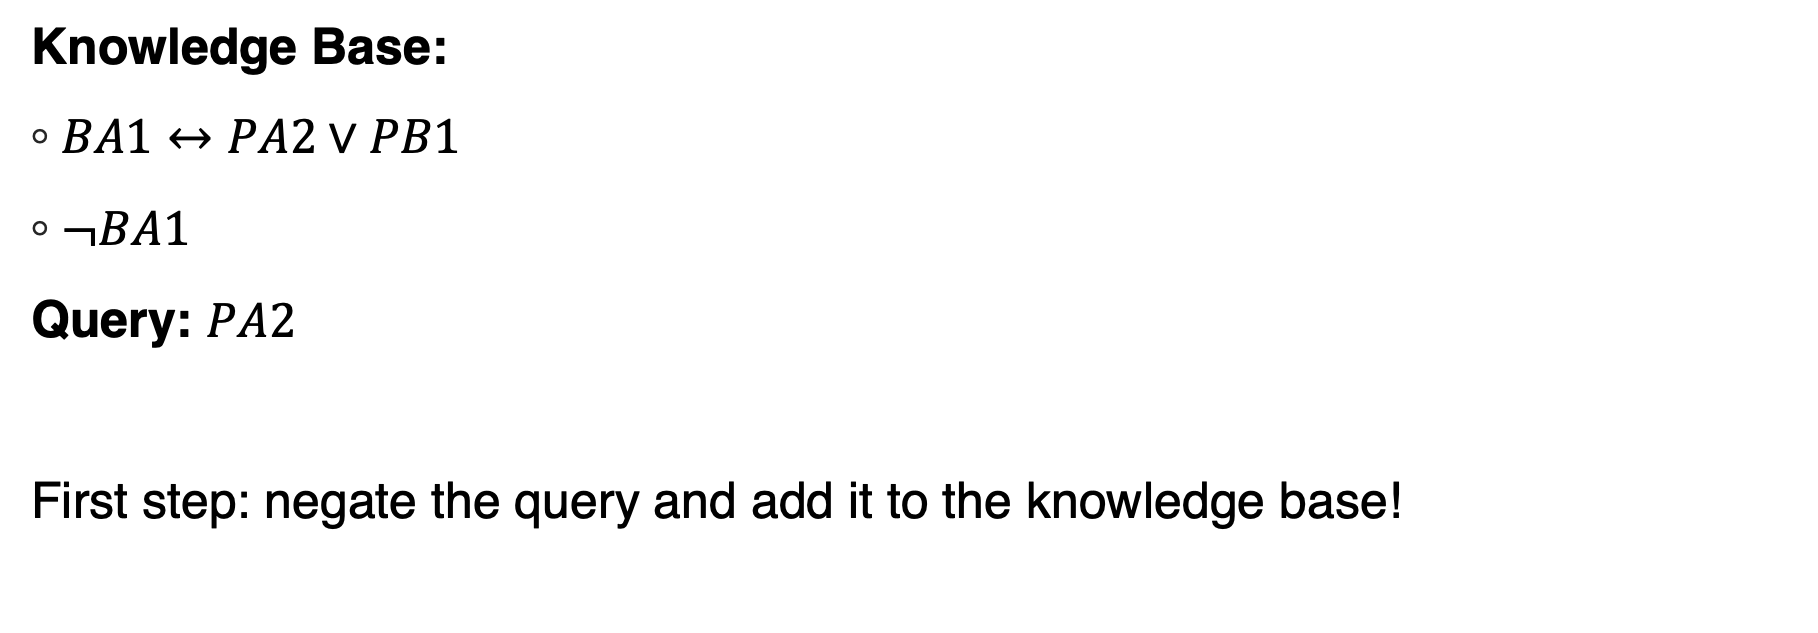 Knowledge Base:
∘ 𝐵𝐴1 ↔ 𝑃𝐴2 ∨ 𝑃𝐵1
∘ ¬𝐵𝐴1
Query: 𝑃𝐴2
First step: negate the query and add it to the knowledge base!